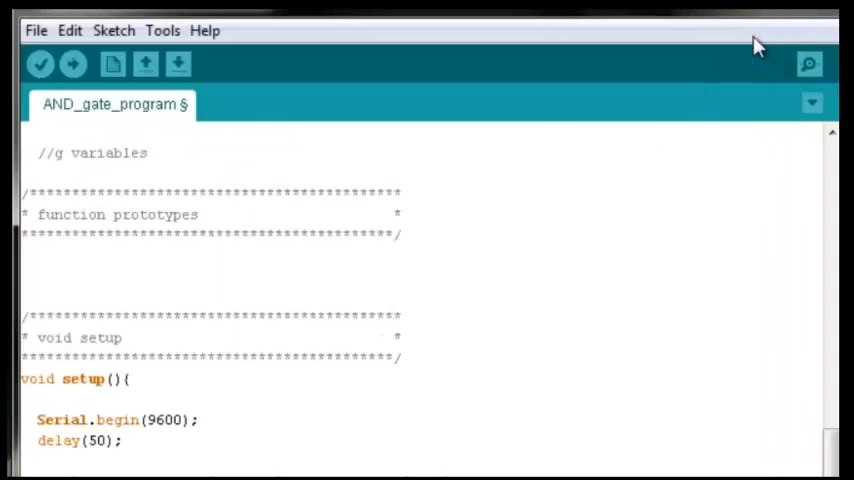 File Edit Sketch Tools Help
AND_gate_program §
//g variables
/********************************************
* function prototypes *
********************************************/
/********************************************
* void setup *
********************************************/
void setup(){
Serial.begin(9600);
delay(50);